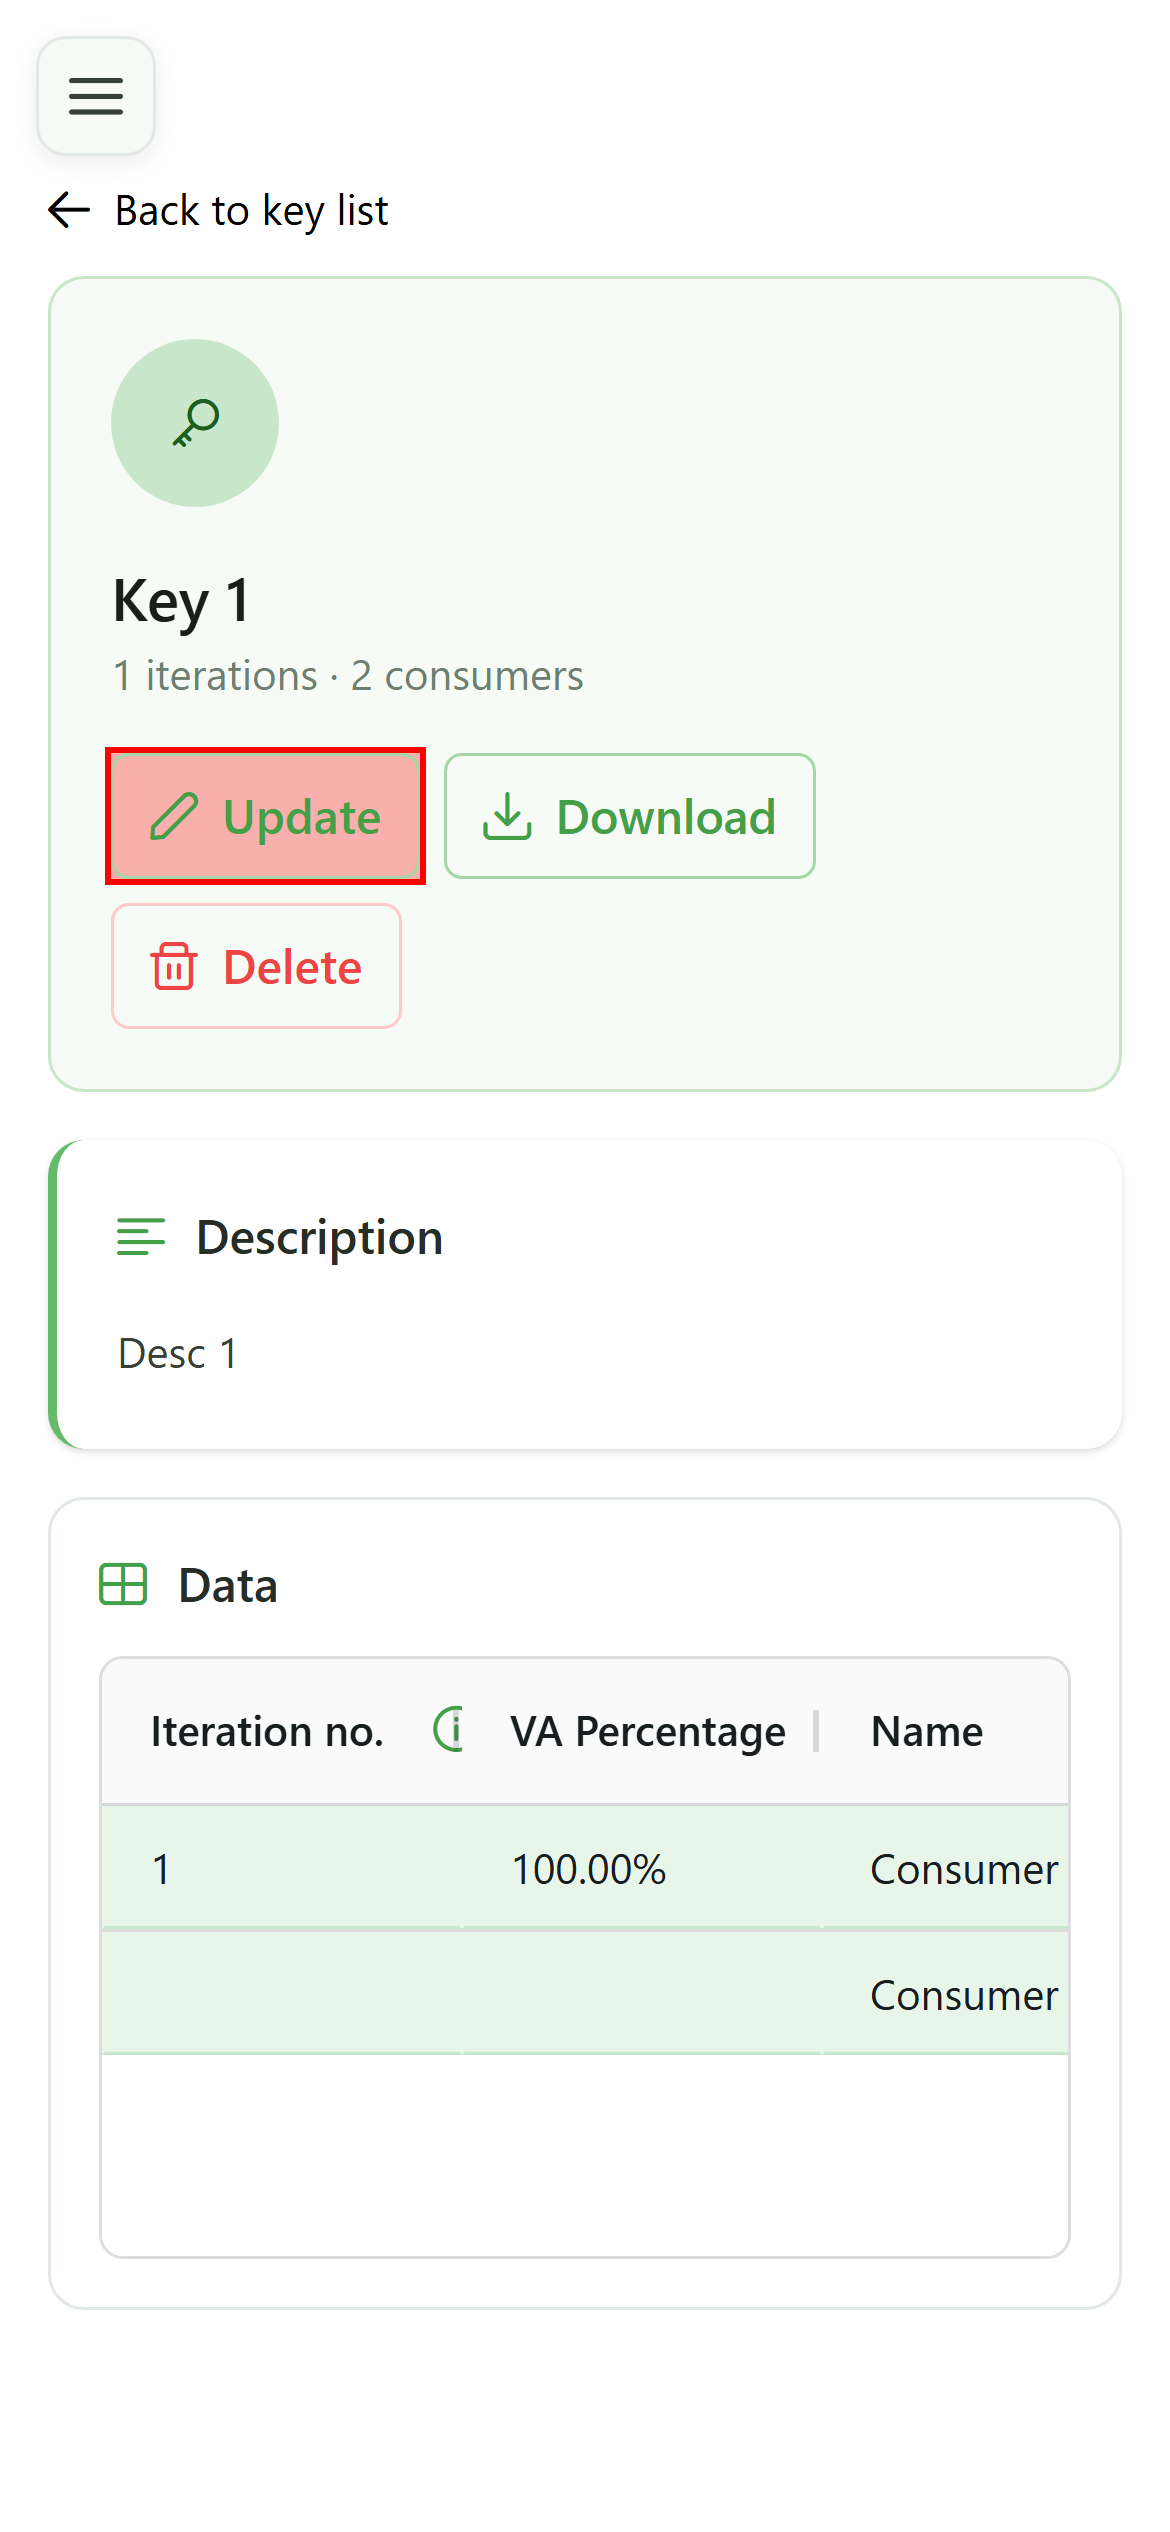 Back to key list
Key 1
1 iterations · 2 consumers
Update
Download
Delete
Description
Desc 1
Data
Iteration no. VA Percentage Name
1 100.00% Consumer
Consumer